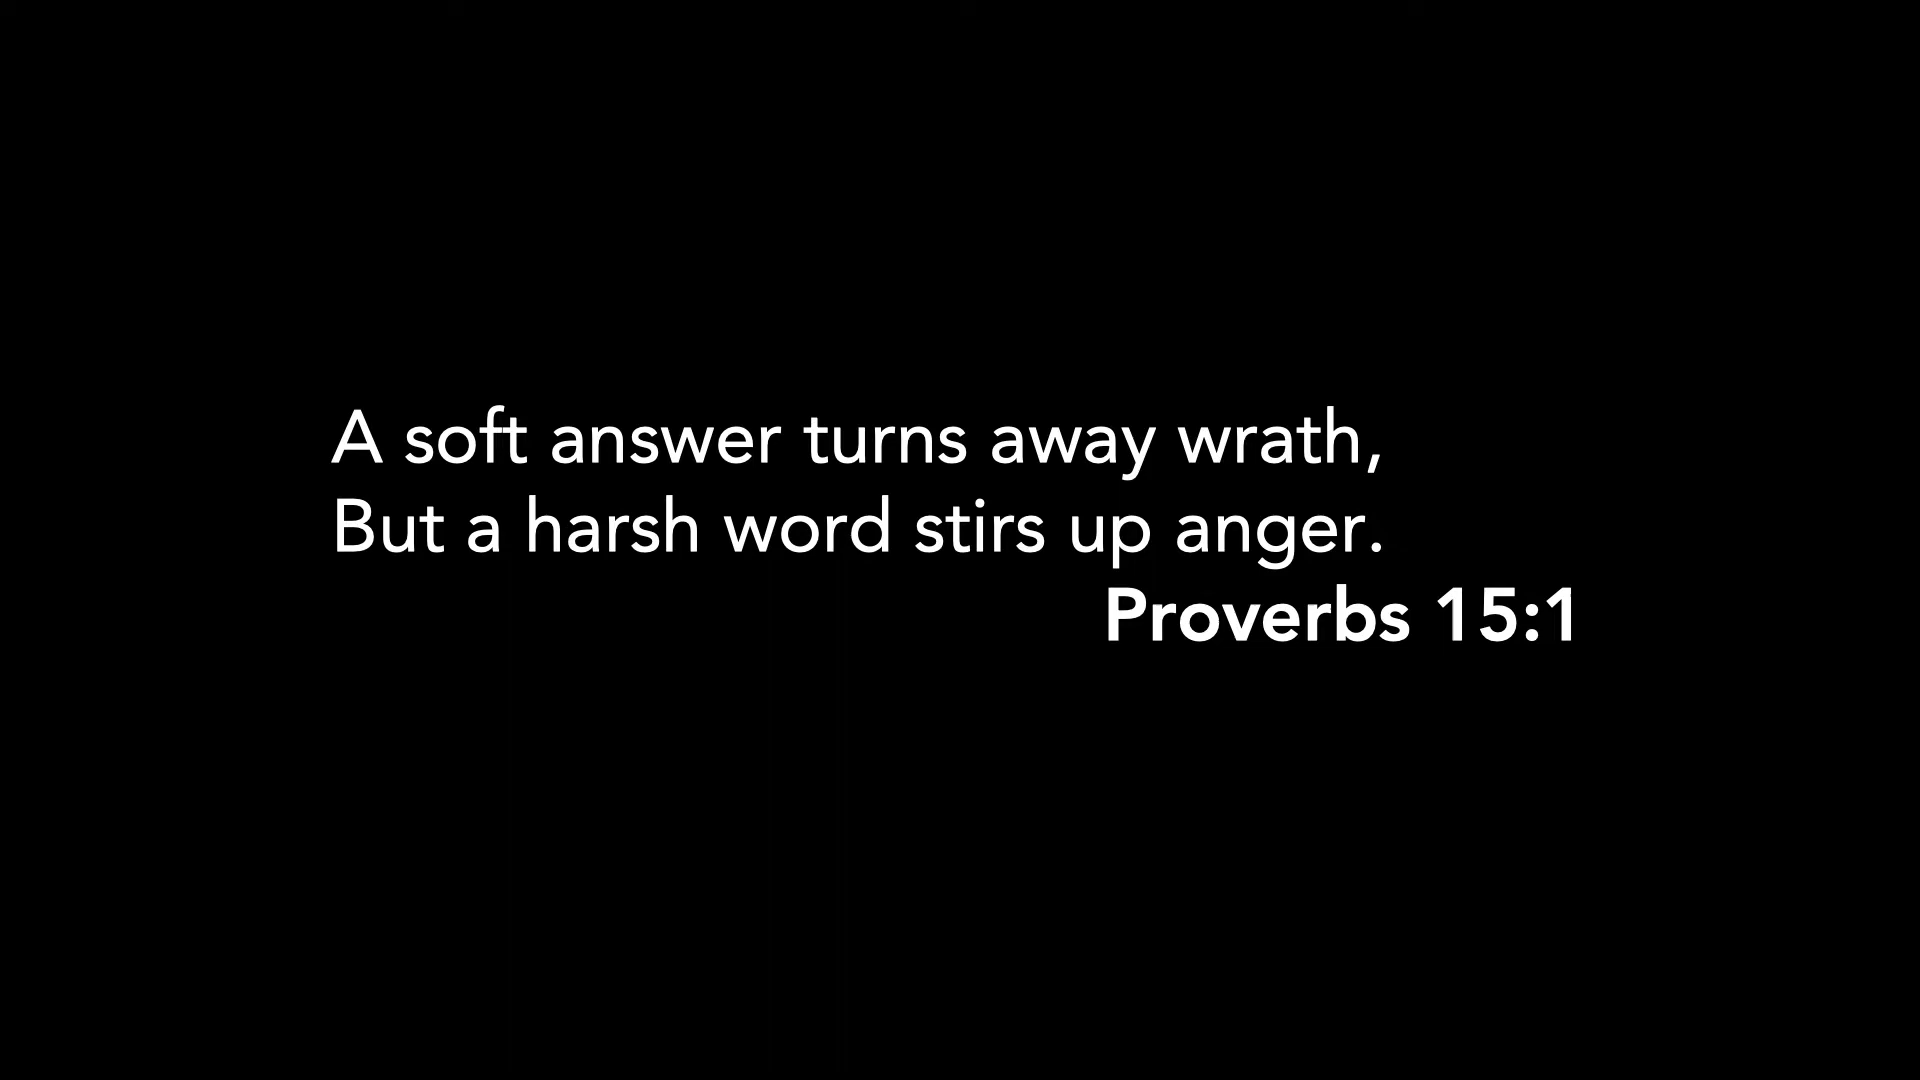 A soft answer turns away wrath,
But a harsh word stirs up anger.
Proverbs 15:1